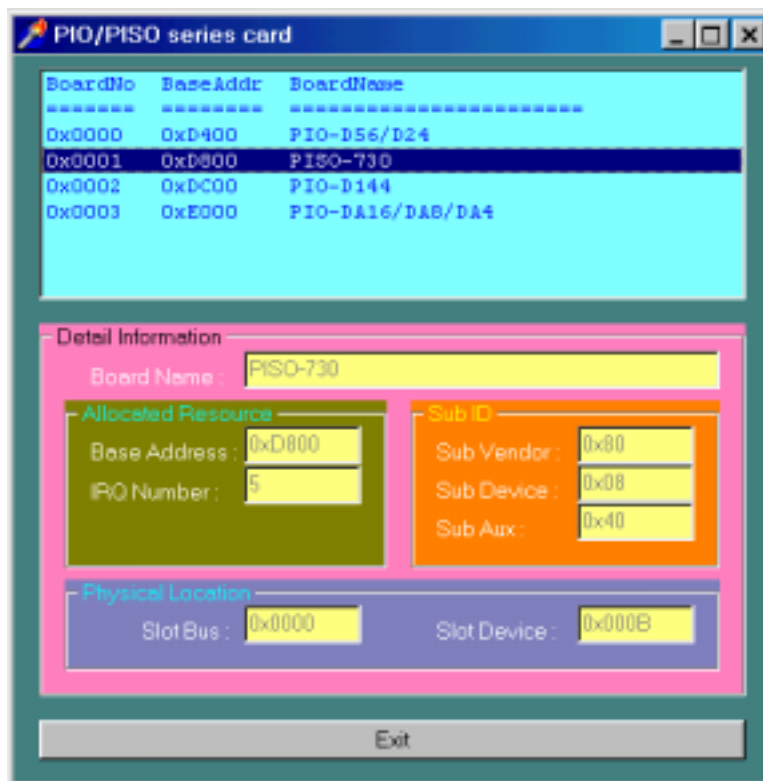 PIO/PISO series card
BoardNo BaseAddr BoardName
======= ======== =======================
0x0000 0xD400 PIO-D56/D24
0x0001 0xD800 PISO-730
0x0002 0xDC00 PIO-D144
0x0003 0xE000 PIO-DA16/DA8/DA4
Detail Information
Board Name : PISO-730
Allocated Resource
Base Address : 0xD800
IRQ Number : 5
Sub ID
Sub Vendor : 0x80
Sub Device : 0x08
Sub Aux : 0x40
Physical Location
Slot Bus : 0x0000 Slot Device : 0x000B
Exit